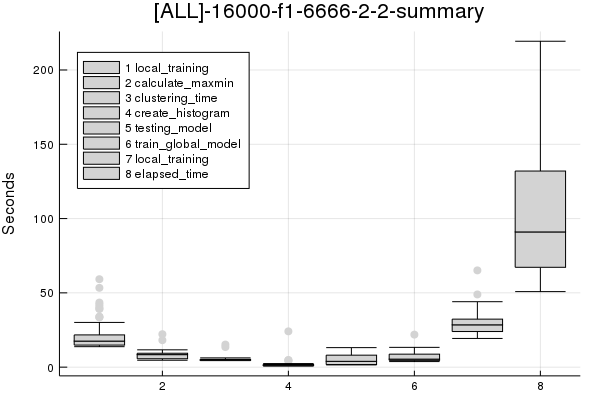 [ALL]-16000-f1-6666-2-2-summary
Seconds
200
150
100
50
0
1 local_training
2 calculate_maxmin
3 clustering_time
4 create_histogram
5 testing_model
6 train_global_model
7 local_training
8 elapsed_time
2
4
6
8